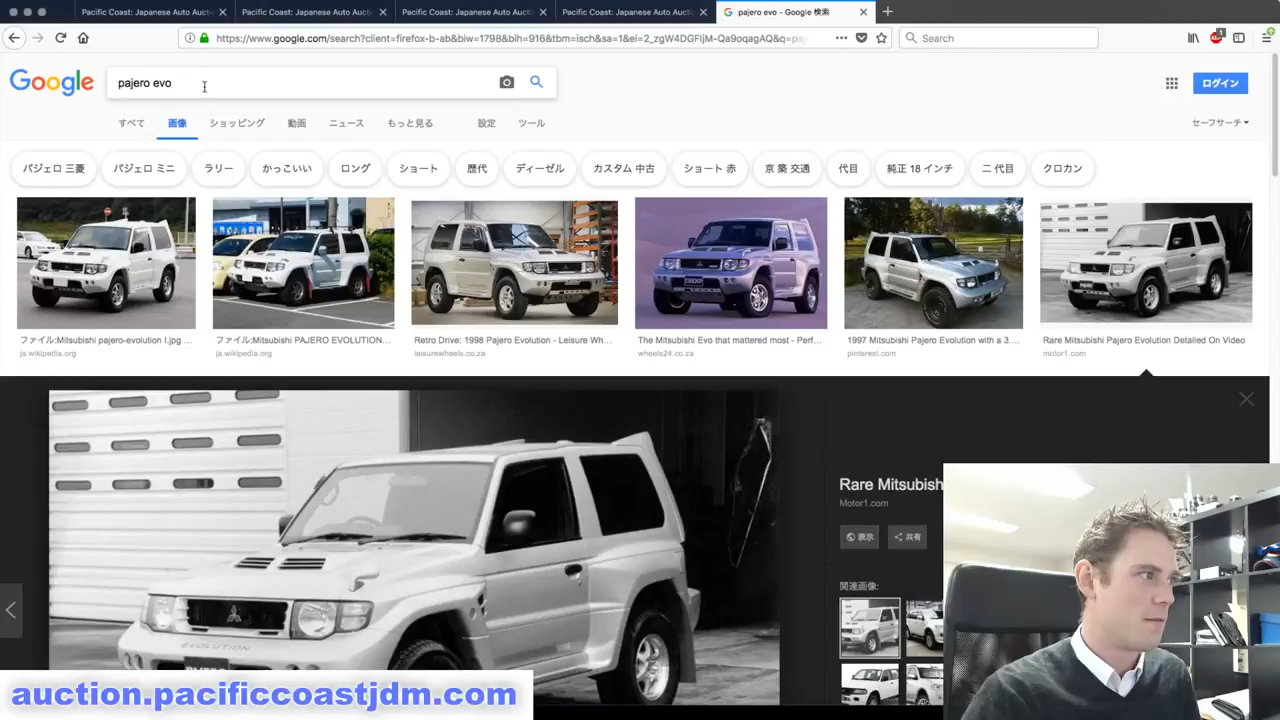 Pacific Coast: Japanese Auto Aucti
Pacific Coast: Japanese Auto Aucti
Pacific Coast: Japanese Auto Aucti
Pacific Coast: Japanese Auto Aucti
pajero evo - Google 検索
https://www.google.com/search?client=firefox-b-ab&biw=1798&bih=916&tbm=isch&sa=1&ei=2_zgW4DGFIjM-Qa9oqagAQ&q=paj
Search
Google
pajero evo
ログイン
すべて
画像
ショッピング
動画
ニュース
もっと見る
設定
ツール
セーフサーチ
パジェロ 三菱
パジェロ ミニ
ラリー
かっこいい
ロング
ショート
歴代
ディーゼル
カスタム 中古
ショート 赤
京 築 交通
代目
純正 18 インチ
二 代目
クロカン
ファイル:Mitsubishi pajero-evolution I.jpg ...
ja.wikipedia.org
ファイル:Mitsubishi PAJERO EVOLUTION...
ja.wikipedia.org
Retro Drive: 1998 Pajero Evolution - Leisure Wh...
leisurewheels.co.za
The Mitsubishi Evo that mattered most - Perf...
wheels24.co.za
1997 Mitsubishi Pajero Evolution with a 3....
pinterest.com
Rare Mitsubishi Pajero Evolution Detailed On Video
motor1.com
Rare Mitsubish
Motor1.com
表示
共有
関連画像:
EVOLUTION
PAJERO
auction.pacificcoastjdm.com